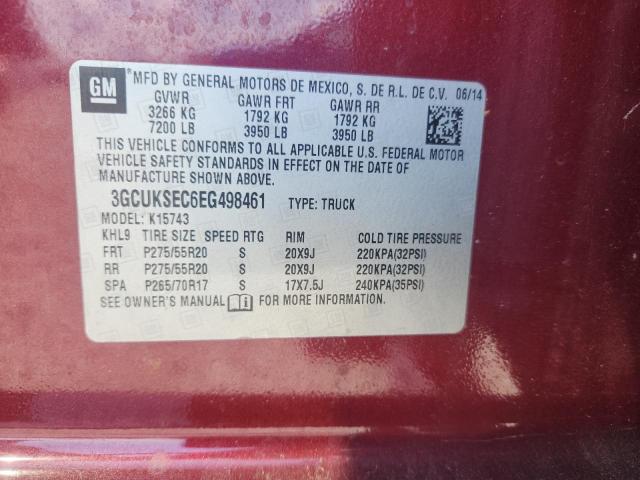 GM ®MFD BY GENERAL MOTORS DE MEXICO, S. DE R.L. DE C.V. 06/14
GVWR GAWR FRT GAWR RR
3266 KG 1792 KG 1792 KG
7200 LB 3950 LB 3950 LB
THIS VEHICLE CONFORMS TO ALL APPLICABLE U.S. FEDERAL MOTOR
VEHICLE SAFETY STANDARDS IN EFFECT ON THE DATE OF
MANUFACTURE SHOWN ABOVE.
3GCUKSEC6EG498461 TYPE: TRUCK
MODEL: K15743
KHL9 TIRE SIZE SPEED RTG RIM COLD TIRE PRESSURE
FRT P275/55R20 S 20X9J 220KPA(32PSI)
RR P275/55R20 S 20X9J 220KPA(32PSI)
SPA P265/70R17 S 17X7.5J 240KPA(35PSI)
SEE OWNER'S MANUAL FOR MORE INFORMATION.